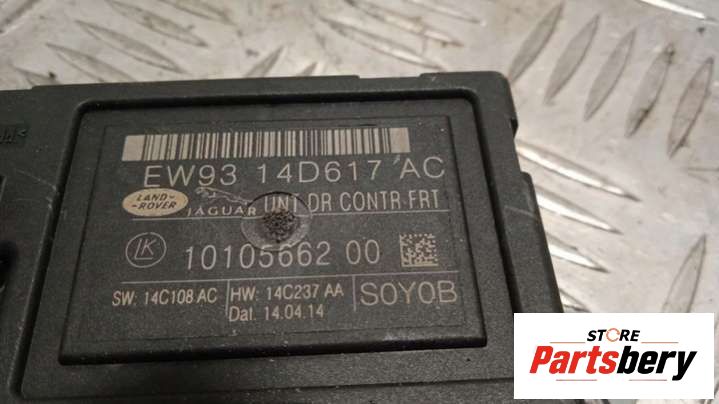 EW93 14D617 AC
LAND-
-ROVER
JAGUAR UNT DR CONTR-FRT
LK 10105662 00
SW: 14C108 AC HW: 14C237 AA S0Y0B
Dat. 14.04.14
STORE
Partsbery